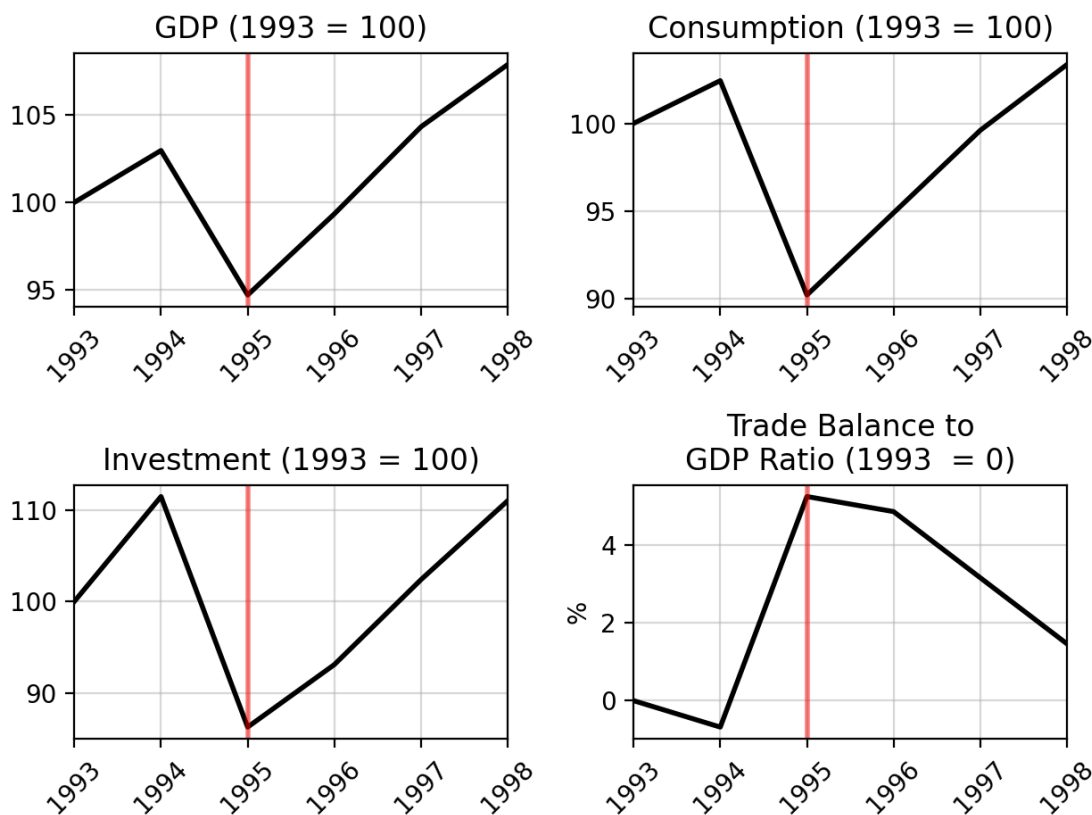 GDP (1993 = 100)
105
100
95
1993 1994 1995 1996 1997 1998
Consumption (1993 = 100)
100
95
90
1993 1994 1995 1996 1997 1998
Investment (1993 = 100)
110
100
90
1993 1994 1995 1996 1997 1998
Trade Balance to
GDP Ratio (1993  = 0)
%
4
2
0
1993 1994 1995 1996 1997 1998